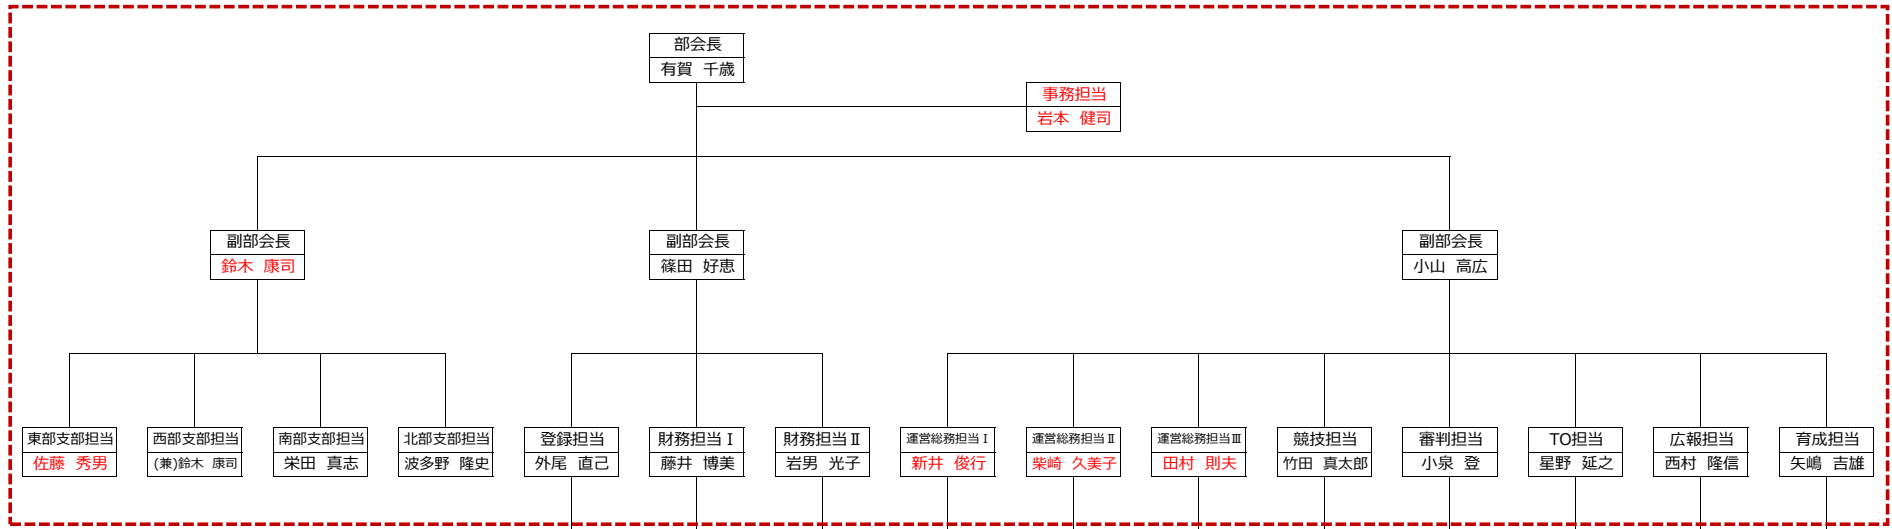 部会長
有賀 千歳
事務担当
岩本 健司
副部会長
鈴木 康司
副部会長
篠田 好恵
副部会長
小山 高広
東部支部担当
佐藤 秀男
西部支部担当
(兼)鈴木 康司
南部支部担当
栄田 真志
北部支部担当
波多野 隆史
登録担当
外尾 直己
財務担当Ⅰ
藤井 博美
財務担当Ⅱ
岩男 光子
運営総務担当Ⅰ
新井 俊行
運営総務担当Ⅱ
柴崎 久美子
運営総務担当Ⅲ
田村 則夫
競技担当
竹田 真太郎
審判担当
小泉 登
TO担当
星野 延之
広報担当
西村 隆信
育成担当
矢嶋 吉雄